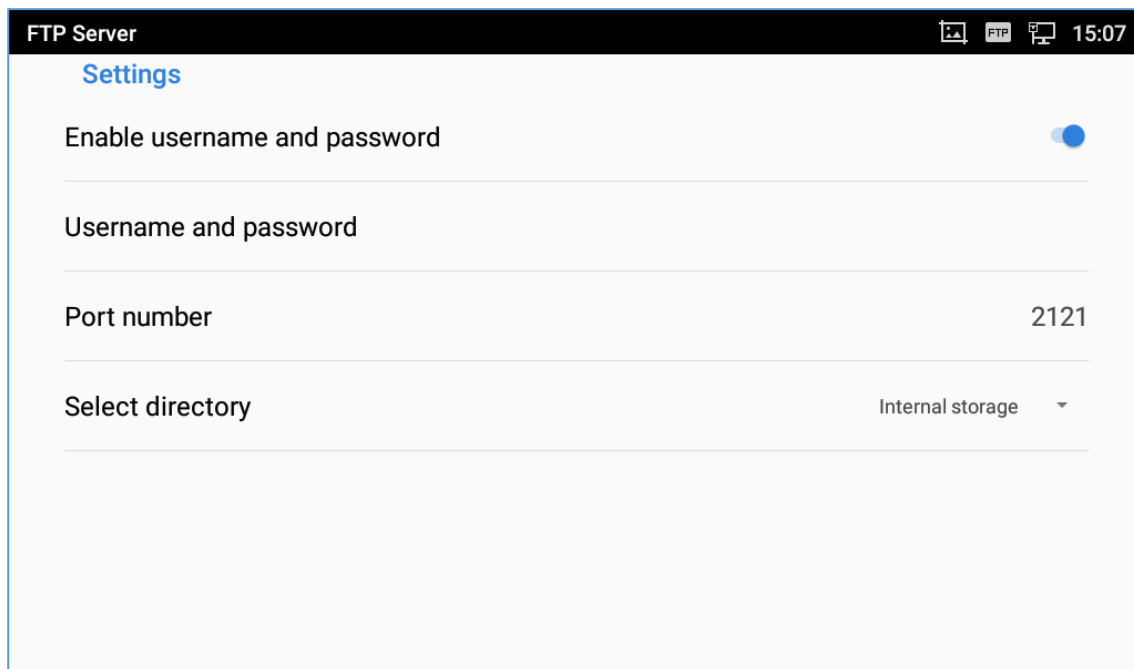 FTP Server FTP 15:07
Settings
Enable username and password
Username and password
Port number 2121
Select directory Internal storage